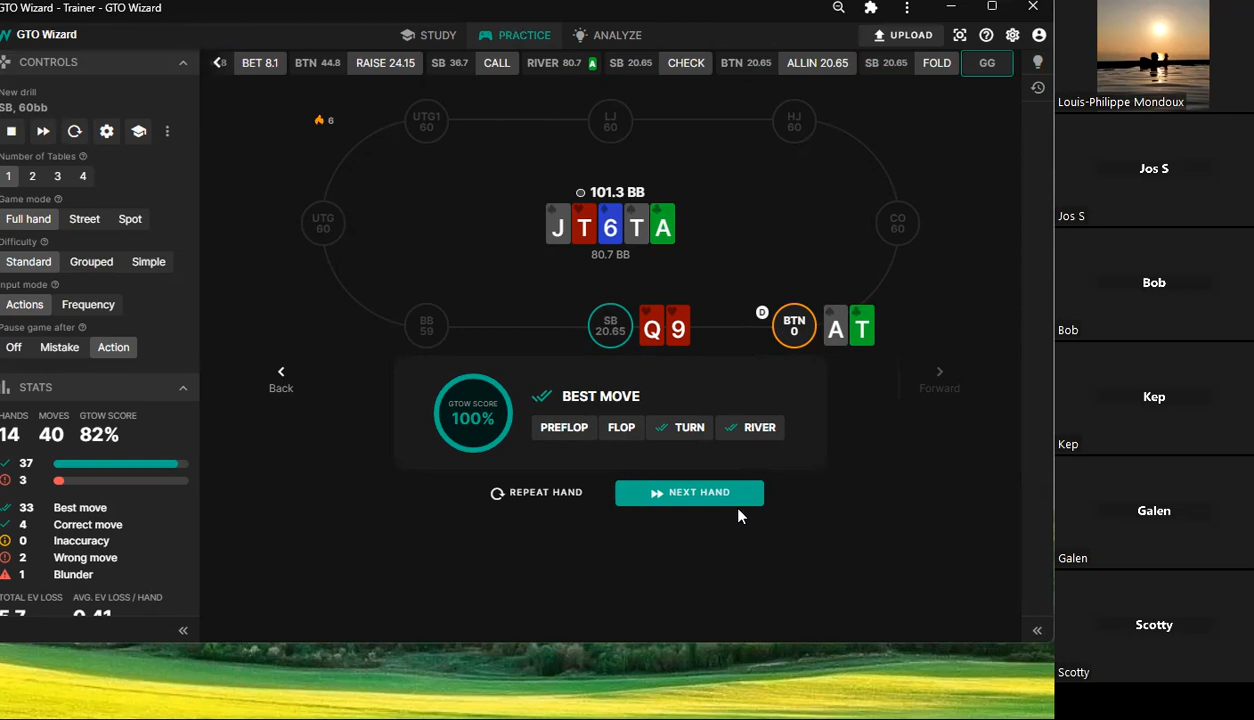 GTO Wizard - Trainer - GTO Wizard
GTO Wizard
STUDY
PRACTICE
ANALYZE
UPLOAD
CONTROLS
8 BET 8.1 BTN 44.8 RAISE 24.15 SB 36.7 CALL RIVER 80.7 A SB 20.65 CHECK BTN 20.65 ALLIN 20.65 SB 20.65 FOLD GG
New drill
SB, 60bb
Number of Tables
1 2 3 4
Game mode
Full hand Street Spot
Difficulty
Standard Grouped Simple
Input mode
Actions Frequency
Pause game after
Off Mistake Action
STATS
HANDS MOVES GTOW SCORE
14 40 82%
37
3
33 Best move
4 Correct move
0 Inaccuracy
2 Wrong move
1 Blunder
TOTAL EV LOSS AVG. EV LOSS / HAND
5.7 0.41
6
UTG1
60
LJ
60
HJ
60
UTG
60
101.3 BB
J T 6 T A
80.7 BB
CO
60
BB
59
SB
20.65
Q 9
D
BTN
0
A T
Back
Forward
GTOW SCORE
100%
BEST MOVE
PREFLOP FLOP TURN RIVER
REPEAT HAND
NEXT HAND
Louis-Philippe Mondoux
Jos S
Jos S
Bob
Bob
Kep
Kep
Galen
Galen
Scotty
Scotty